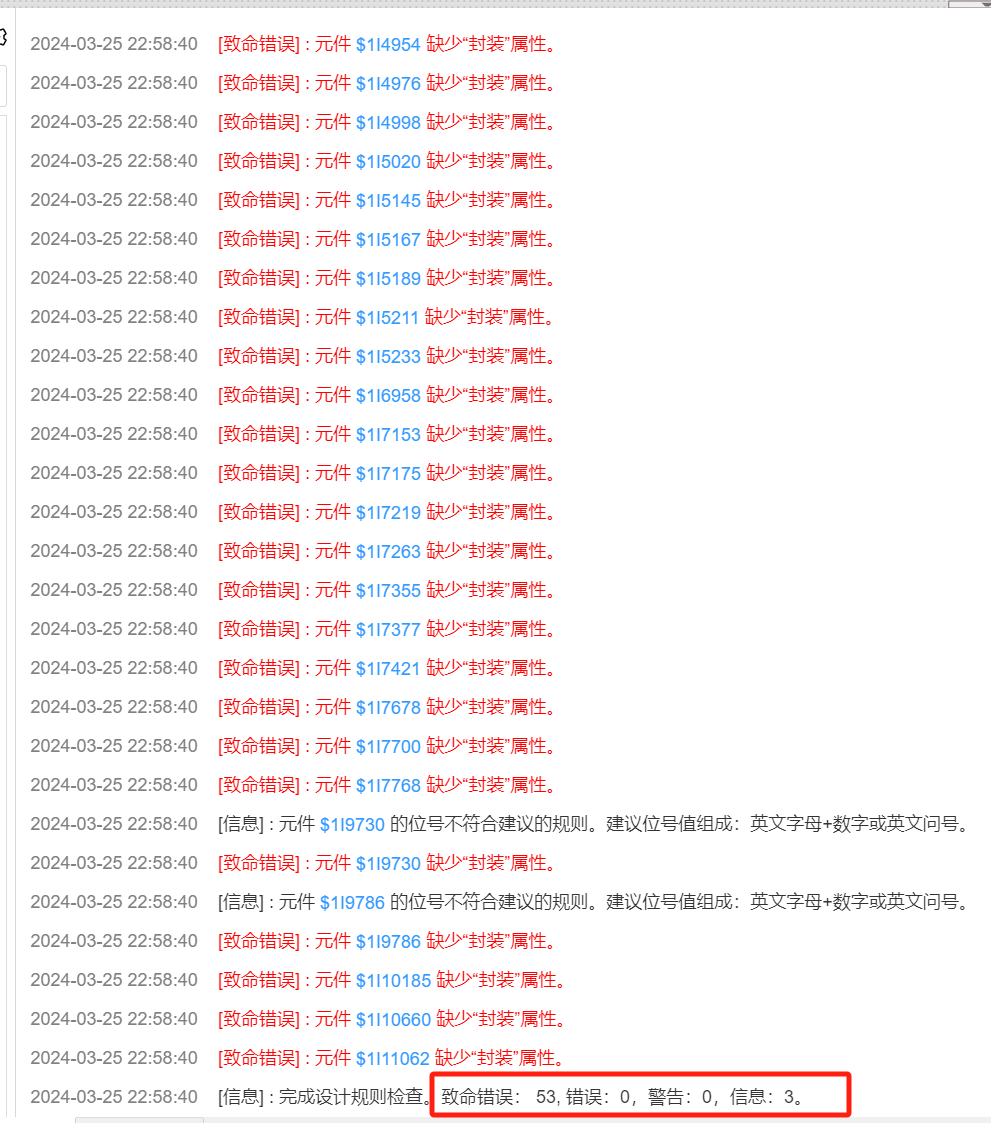 2024-03-25 22:58:40 [致命错误] : 元件 $1I4954 缺少“封装”属性。
2024-03-25 22:58:40 [致命错误] : 元件 $1I4976 缺少“封装”属性。
2024-03-25 22:58:40 [致命错误] : 元件 $1I4998 缺少“封装”属性。
2024-03-25 22:58:40 [致命错误] : 元件 $1I5020 缺少“封装”属性。
2024-03-25 22:58:40 [致命错误] : 元件 $1I5145 缺少“封装”属性。
2024-03-25 22:58:40 [致命错误] : 元件 $1I5167 缺少“封装”属性。
2024-03-25 22:58:40 [致命错误] : 元件 $1I5189 缺少“封装”属性。
2024-03-25 22:58:40 [致命错误] : 元件 $1I5211 缺少“封装”属性。
2024-03-25 22:58:40 [致命错误] : 元件 $1I5233 缺少“封装”属性。
2024-03-25 22:58:40 [致命错误] : 元件 $1I6958 缺少“封装”属性。
2024-03-25 22:58:40 [致命错误] : 元件 $1I7153 缺少“封装”属性。
2024-03-25 22:58:40 [致命错误] : 元件 $1I7175 缺少“封装”属性。
2024-03-25 22:58:40 [致命错误] : 元件 $1I7219 缺少“封装”属性。
2024-03-25 22:58:40 [致命错误] : 元件 $1I7263 缺少“封装”属性。
2024-03-25 22:58:40 [致命错误] : 元件 $1I7355 缺少“封装”属性。
2024-03-25 22:58:40 [致命错误] : 元件 $1I7377 缺少“封装”属性。
2024-03-25 22:58:40 [致命错误] : 元件 $1I7421 缺少“封装”属性。
2024-03-25 22:58:40 [致命错误] : 元件 $1I7678 缺少“封装”属性。
2024-03-25 22:58:40 [致命错误] : 元件 $1I7700 缺少“封装”属性。
2024-03-25 22:58:40 [致命错误] : 元件 $1I7768 缺少“封装”属性。
2024-03-25 22:58:40 [信息] : 元件 $1I9730 的位号不符合建议的规则。建议位号值组成：英文字母+数字或英文问号。
2024-03-25 22:58:40 [致命错误] : 元件 $1I9730 缺少“封装”属性。
2024-03-25 22:58:40 [信息] : 元件 $1I9786 的位号不符合建议的规则。建议位号值组成：英文字母+数字或英文问号。
2024-03-25 22:58:40 [致命错误] : 元件 $1I9786 缺少“封装”属性。
2024-03-25 22:58:40 [致命错误] : 元件 $1I10185 缺少“封装”属性。
2024-03-25 22:58:40 [致命错误] : 元件 $1I10660 缺少“封装”属性。
2024-03-25 22:58:40 [致命错误] : 元件 $1I11062 缺少“封装”属性。
2024-03-25 22:58:40 [信息] : 完成设计规则检查。致命错误： 53, 错误：0，警告：0，信息：3。